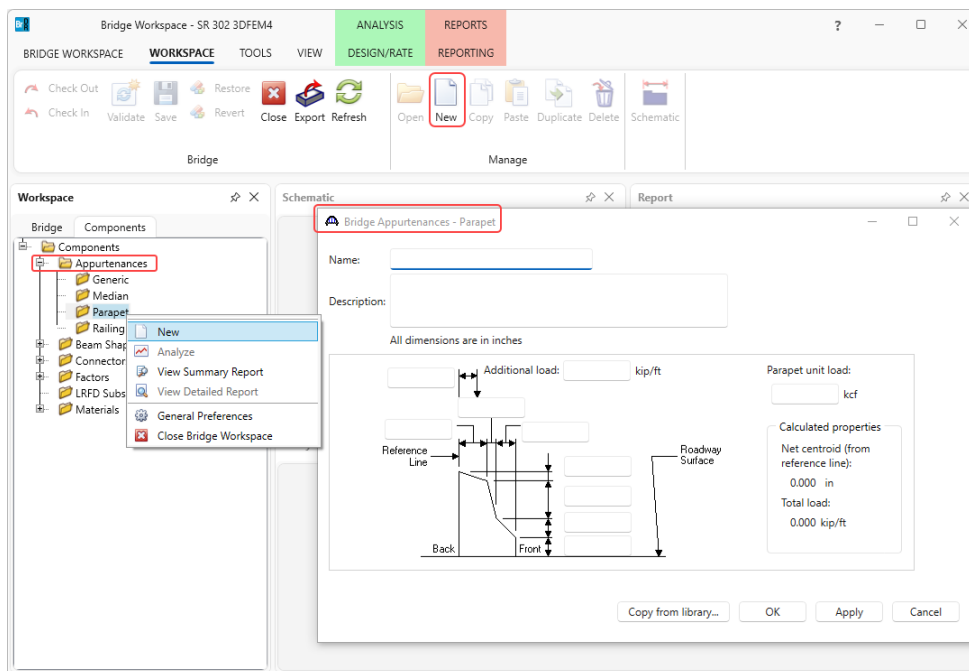 Br
Bridge Workspace - SR 302 3DFEM4
ANALYSIS
REPORTS
?
BRIDGE WORKSPACE
WORKSPACE
TOOLS
VIEW
DESIGN/RATE
REPORTING
Check Out
Check In
Validate
Save
Restore
Revert
Close
Export
Refresh
Bridge
Open
New
Copy
Paste
Duplicate
Delete
Manage
Schematic
Workspace
Bridge
Components
Components
Appurtenances
Generic
Median
Parapet
Railing
Beam Shap
Connector
Factors
LRFD Subs
Materials
New
Analyze
View Summary Report
View Detailed Report
General Preferences
Close Bridge Workspace
Schematic
Report
Bridge Appurtenances - Parapet
Name:
Description:
All dimensions are in inches
Additional load:
kip/ft
Parapet unit load:
kcf
Calculated properties
Net centroid (from
reference line):
0.000 in
Total load:
0.000 kip/ft
Reference
Line
Roadway
Surface
Back
Front
Copy from library...
OK
Apply
Cancel